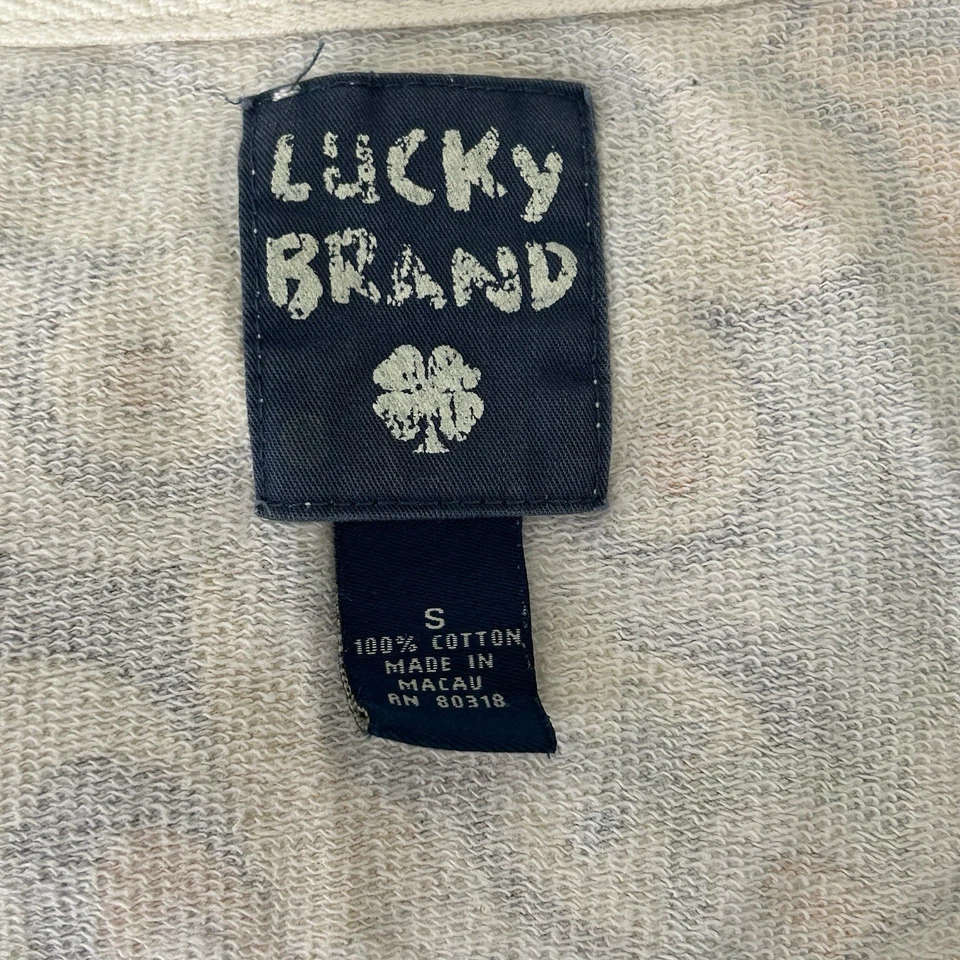 LUCKY
BRAND
S
100% COTTON
MADE IN
MACAU
RN 80318